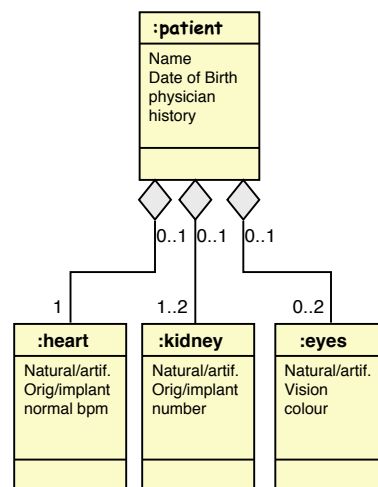 :patient
Name
Date of Birth
physician
history
0..1 0..1 0..1
1 1..2 0..2
:heart
Natural/artif.
Orig/implant
normal bpm
:kidney
Natural/artif.
Orig/implant
number
:eyes
Natural/artif.
Vision
colour